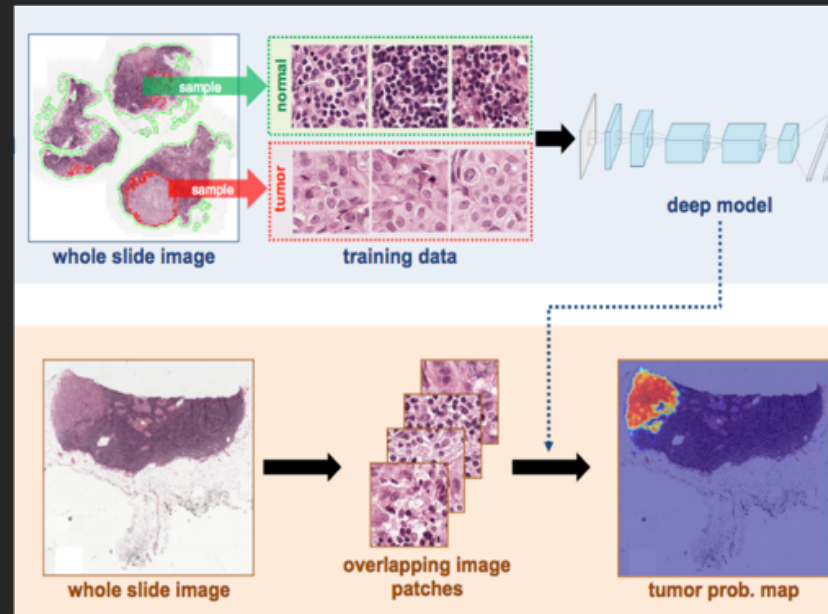 sample
normal
sample
tumor
whole slide image
training data
deep model
whole slide image
overlapping image
patches
tumor prob. map